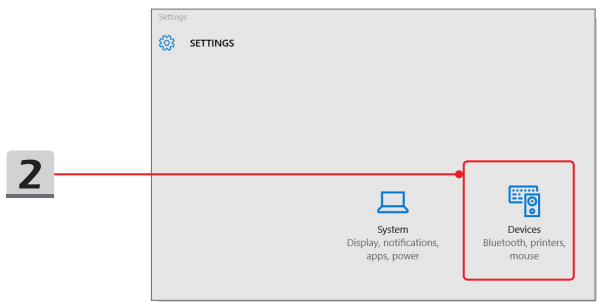 Settings
SETTINGS
2
System
Display, notifications,
apps, power
Devices
Bluetooth, printers,
mouse